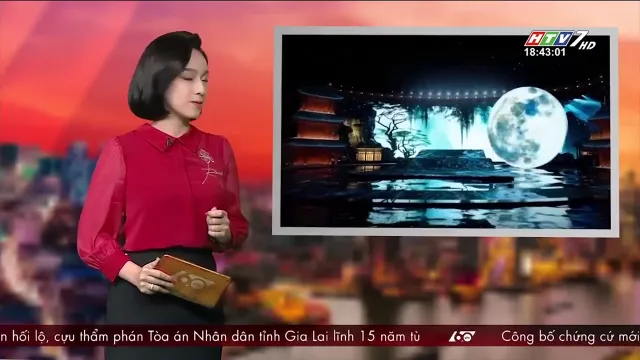 HTV7 HD
18:43:01
n hối lộ, cựu thẩm phán Tòa án Nhân dân tỉnh Gia Lai lĩnh 15 năm tù 60 Công bố chứng cứ mới